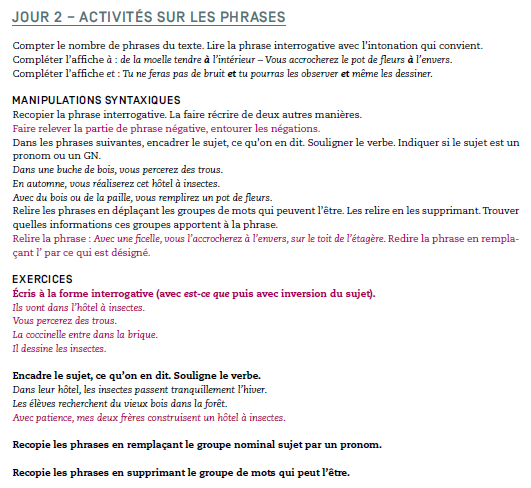 JOUR 2 – ACTIVITÉS SUR LES PHRASES
Compter le nombre de phrases du texte. Lire la phrase interrogative avec l'intonation qui convient.
Compléter l'affiche à : de la moelle tendre à l'intérieur – Vous accrocherez le pot de fleurs à l'envers.
Compléter l'affiche et : Tu ne feras pas de bruit et tu pourras les observer et même les dessiner.
MANIPULATIONS SYNTAXIQUES
Recopier la phrase interrogative. La faire récrire de deux autres manières.
Faire relever la partie de phrase négative, entourer les négations.
Dans les phrases suivantes, encadrer le sujet, ce qu'on en dit. Souligner le verbe. Indiquer si le sujet est un
pronom ou un GN.
Dans une buche de bois, vous percerez des trous.
En automne, vous réaliserez cet hôtel à insectes.
Avec du bois ou de la paille, vous remplirez un pot de fleurs.
Relire les phrases en déplaçant les groupes de mots qui peuvent l'être. Les relire en les supprimant. Trouver
quelles informations ces groupes apportent à la phrase.
Relire la phrase : Avec une ficelle, vous l'accrocherez à l'envers, sur le toit de l'étagère. Redire la phrase en rempla-
çant l' par ce qui est désigné.
EXERCICES
Écris à la forme interrogative (avec est-ce que puis avec inversion du sujet).
Ils vont dans l'hôtel à insectes.
Vous percerez des trous.
La coccinelle entre dans la brique.
Il dessine les insectes.
Encadre le sujet, ce qu'on en dit. Souligne le verbe.
Dans leur hôtel, les insectes passent tranquillement l'hiver.
Les élèves recherchent du vieux bois dans la forêt.
Avec patience, mes deux frères construisent un hôtel à insectes.
Recopie les phrases en remplaçant le groupe nominal sujet par un pronom.
Recopie les phrases en supprimant le groupe de mots qui peut l'être.